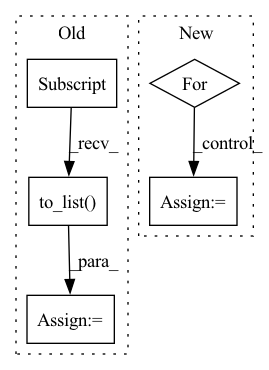 Old
New
Subscript
For
_recv_
_control_
to_list()
Assign:=
_para_
Assign:=